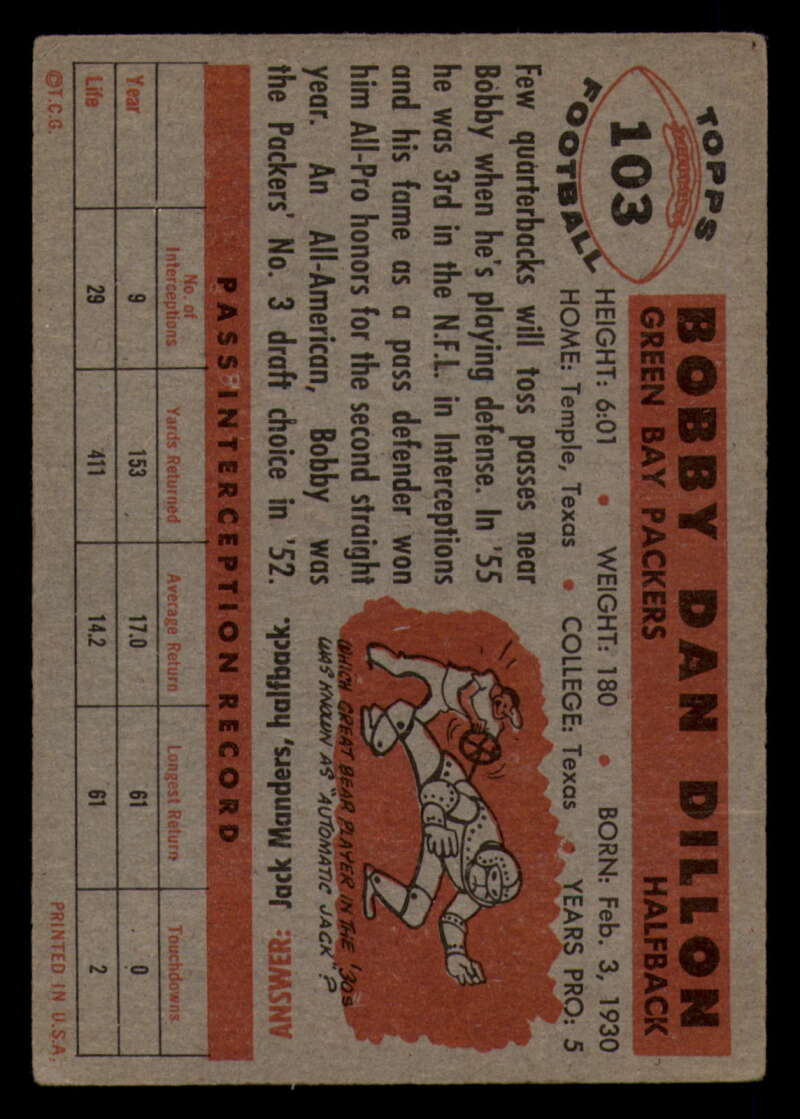 TOPPS
103
FOOTBALL
BOBBY DAN DILLON
GREEN BAY PACKERS HALFBACK
HEIGHT: 6:01 • WEIGHT: 180 • BORN: Feb. 3, 1930
HOME: Temple, Texas • COLLEGE: Texas • YEARS PRO: 5
Few quarterbacks will toss passes near
Bobby when he's playing defense. In '55
he was 3rd in the N.F.L. in Interceptions
and his fame as a pass defender won
him All-Pro honors for the second straight
year. An All-American, Bobby was
the Packers' No. 3 draft choice in '52.
WHICH GREAT BEAR PLAYER IN THE '30s
WAS KNOWN AS "AUTOMATIC JACK"?
ANSWER: Jack Manders, halfback.
PASS INTERCEPTION RECORD
No. of Interceptions Yards Returned Average Return Longest Return Touchdowns
Year 9 153 17.0 61 0
Life 29 411 14.2 61 2
©T.C.G. PRINTED IN U.S.A.